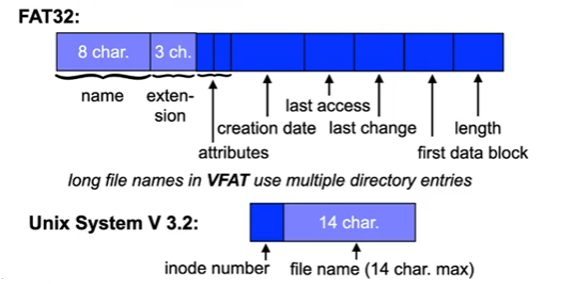 FAT32:
8 char. 3 ch.
name exten-
sion
last access
creation date last change length
attributes first data block
long file names in VFAT use multiple directory entries
Unix System V 3.2: 14 char.
inode number file name (14 char. max)